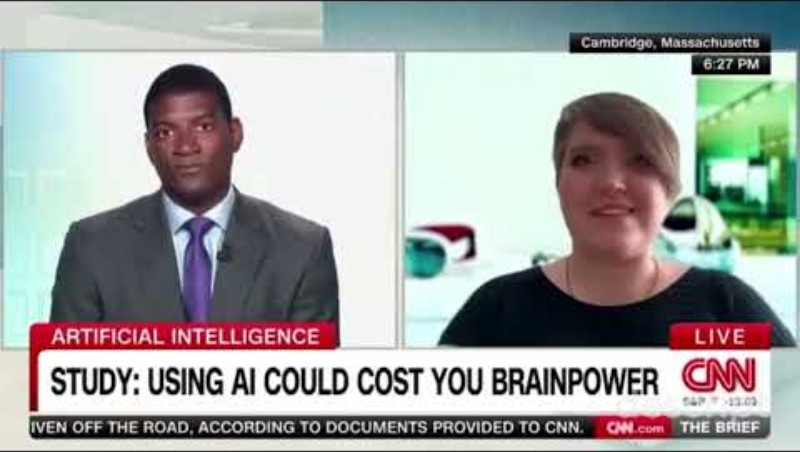 Cambridge, Massachusetts
6:27 PM
ARTIFICIAL INTELLIGENCE
LIVE
STUDY: USING AI COULD COST YOU BRAINPOWER
CNN
IVEN OFF THE ROAD, ACCORDING TO DOCUMENTS PROVIDED TO CNN.
CNN.com
THE BRIEF